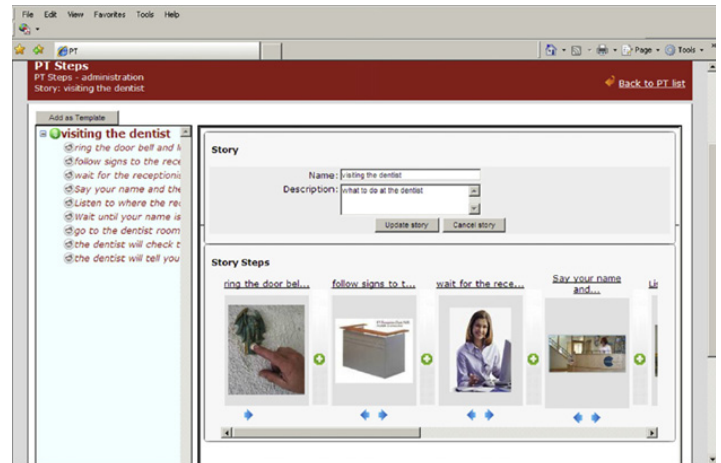 File Edit View Favorites Tools Help
PT
Page
Tools
PT Steps
PT Steps - administration
Story: visiting the dentist
Back to PT list
Add as Template
visiting the dentist
ring the door bell and
follow signs to the rece
wait for the receptionis
Say your name and the
Listen to where the re
Wait until your name is
go to the dentist room
the dentist will check t
the dentist will tell you
Story
Name: visiting the dentist
Description: what to do at the dentist
Update story Cancel story
Story Steps
ring the door bel... follow signs to t... wait for the rece... Say your name and... Li